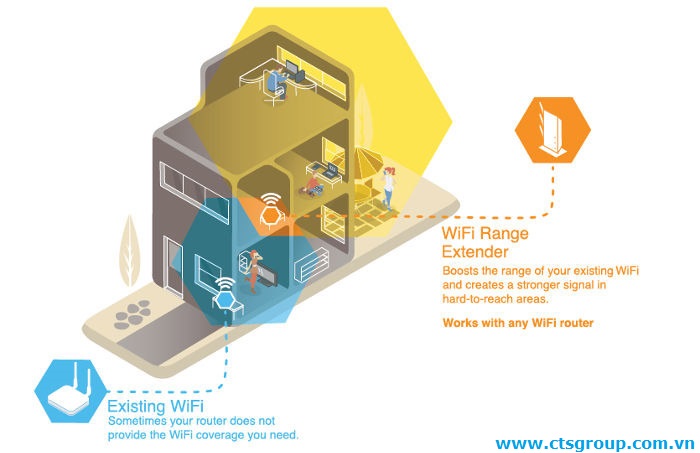 WiFi Range
Extender
Boosts the range of your existing WiFi
and creates a stronger signal in
hard-to-reach areas.
Works with any WiFi router
Existing WiFi
Sometimes your router does not
provide the WiFi coverage you need.
www.ctsgroup.com.vn